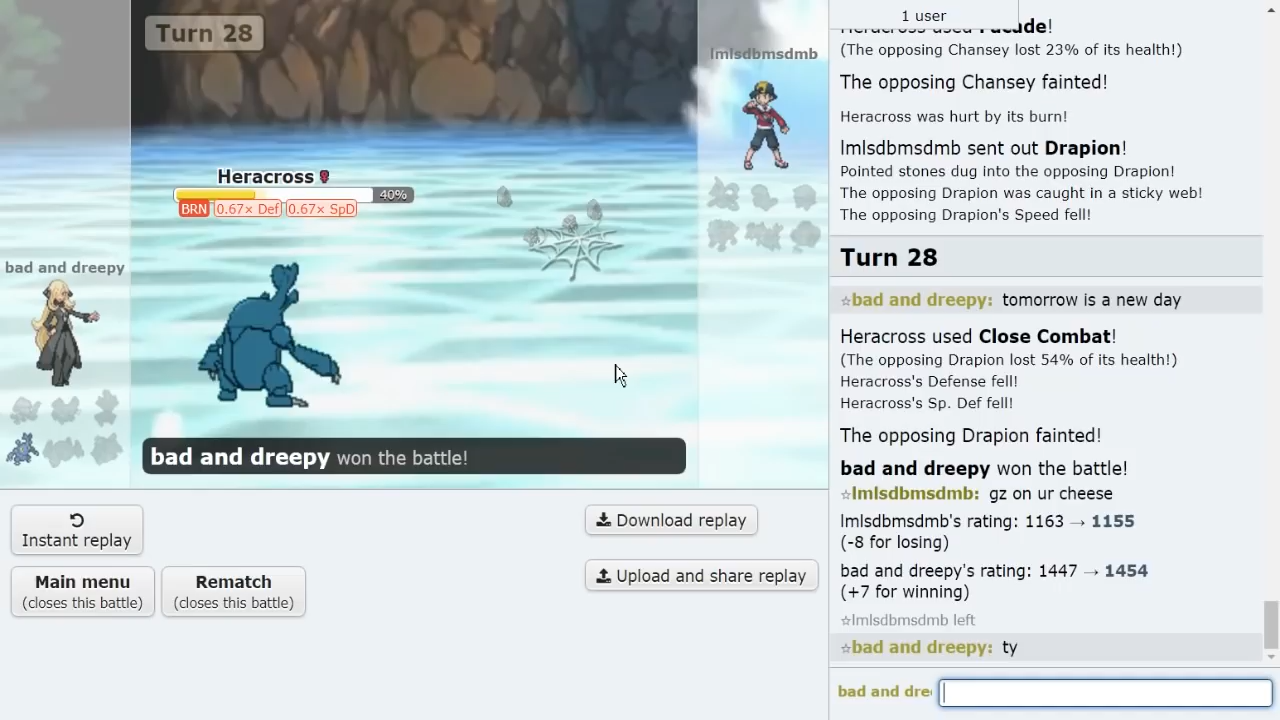 Turn 28
lmlsdbmsdmb
Heracross
40%
BRN 0.67× Def 0.67× SpD
bad and dreepy
bad and dreepy won the battle!
Instant replay
Download replay
Upload and share replay
Main menu
(closes this battle)
Rematch
(closes this battle)
1 user
Heracross used Facade!
(The opposing Chansey lost 23% of its health!)
The opposing Chansey fainted!
Heracross was hurt by its burn!
lmlsdbmsdmb sent out Drapion!
Pointed stones dug into the opposing Drapion!
The opposing Drapion was caught in a sticky web!
The opposing Drapion's Speed fell!
Turn 28
☆bad and dreepy: tomorrow is a new day
Heracross used Close Combat!
(The opposing Drapion lost 54% of its health!)
Heracross's Defense fell!
Heracross's Sp. Def fell!
The opposing Drapion fainted!
bad and dreepy won the battle!
☆lmlsdbmsdmb: gz on ur cheese
lmlsdbmsdmb's rating: 1163 → 1155
(-8 for losing)
bad and dreepy's rating: 1447 → 1454
(+7 for winning)
☆lmlsdbmsdmb left
☆bad and dreepy: ty
bad and dre